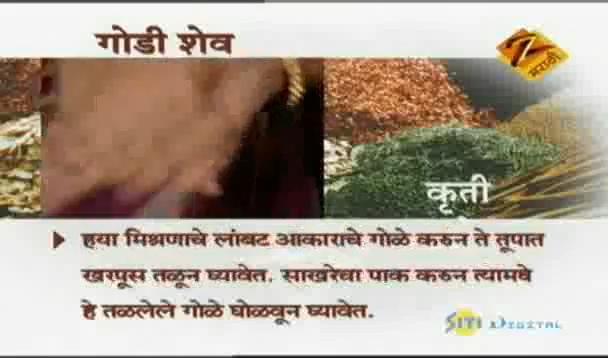 गोडी शेव
मराठी
कृती
हया मिश्रणाचे लांबट आकाराचे गोळे करुन ते तूपात
खरपूस तळून घ्यावेत. साखरेचा पाक करुन त्यामधे
हे तळलेले गोळे घोळवून घ्यावेत.
SITI DIGITAL